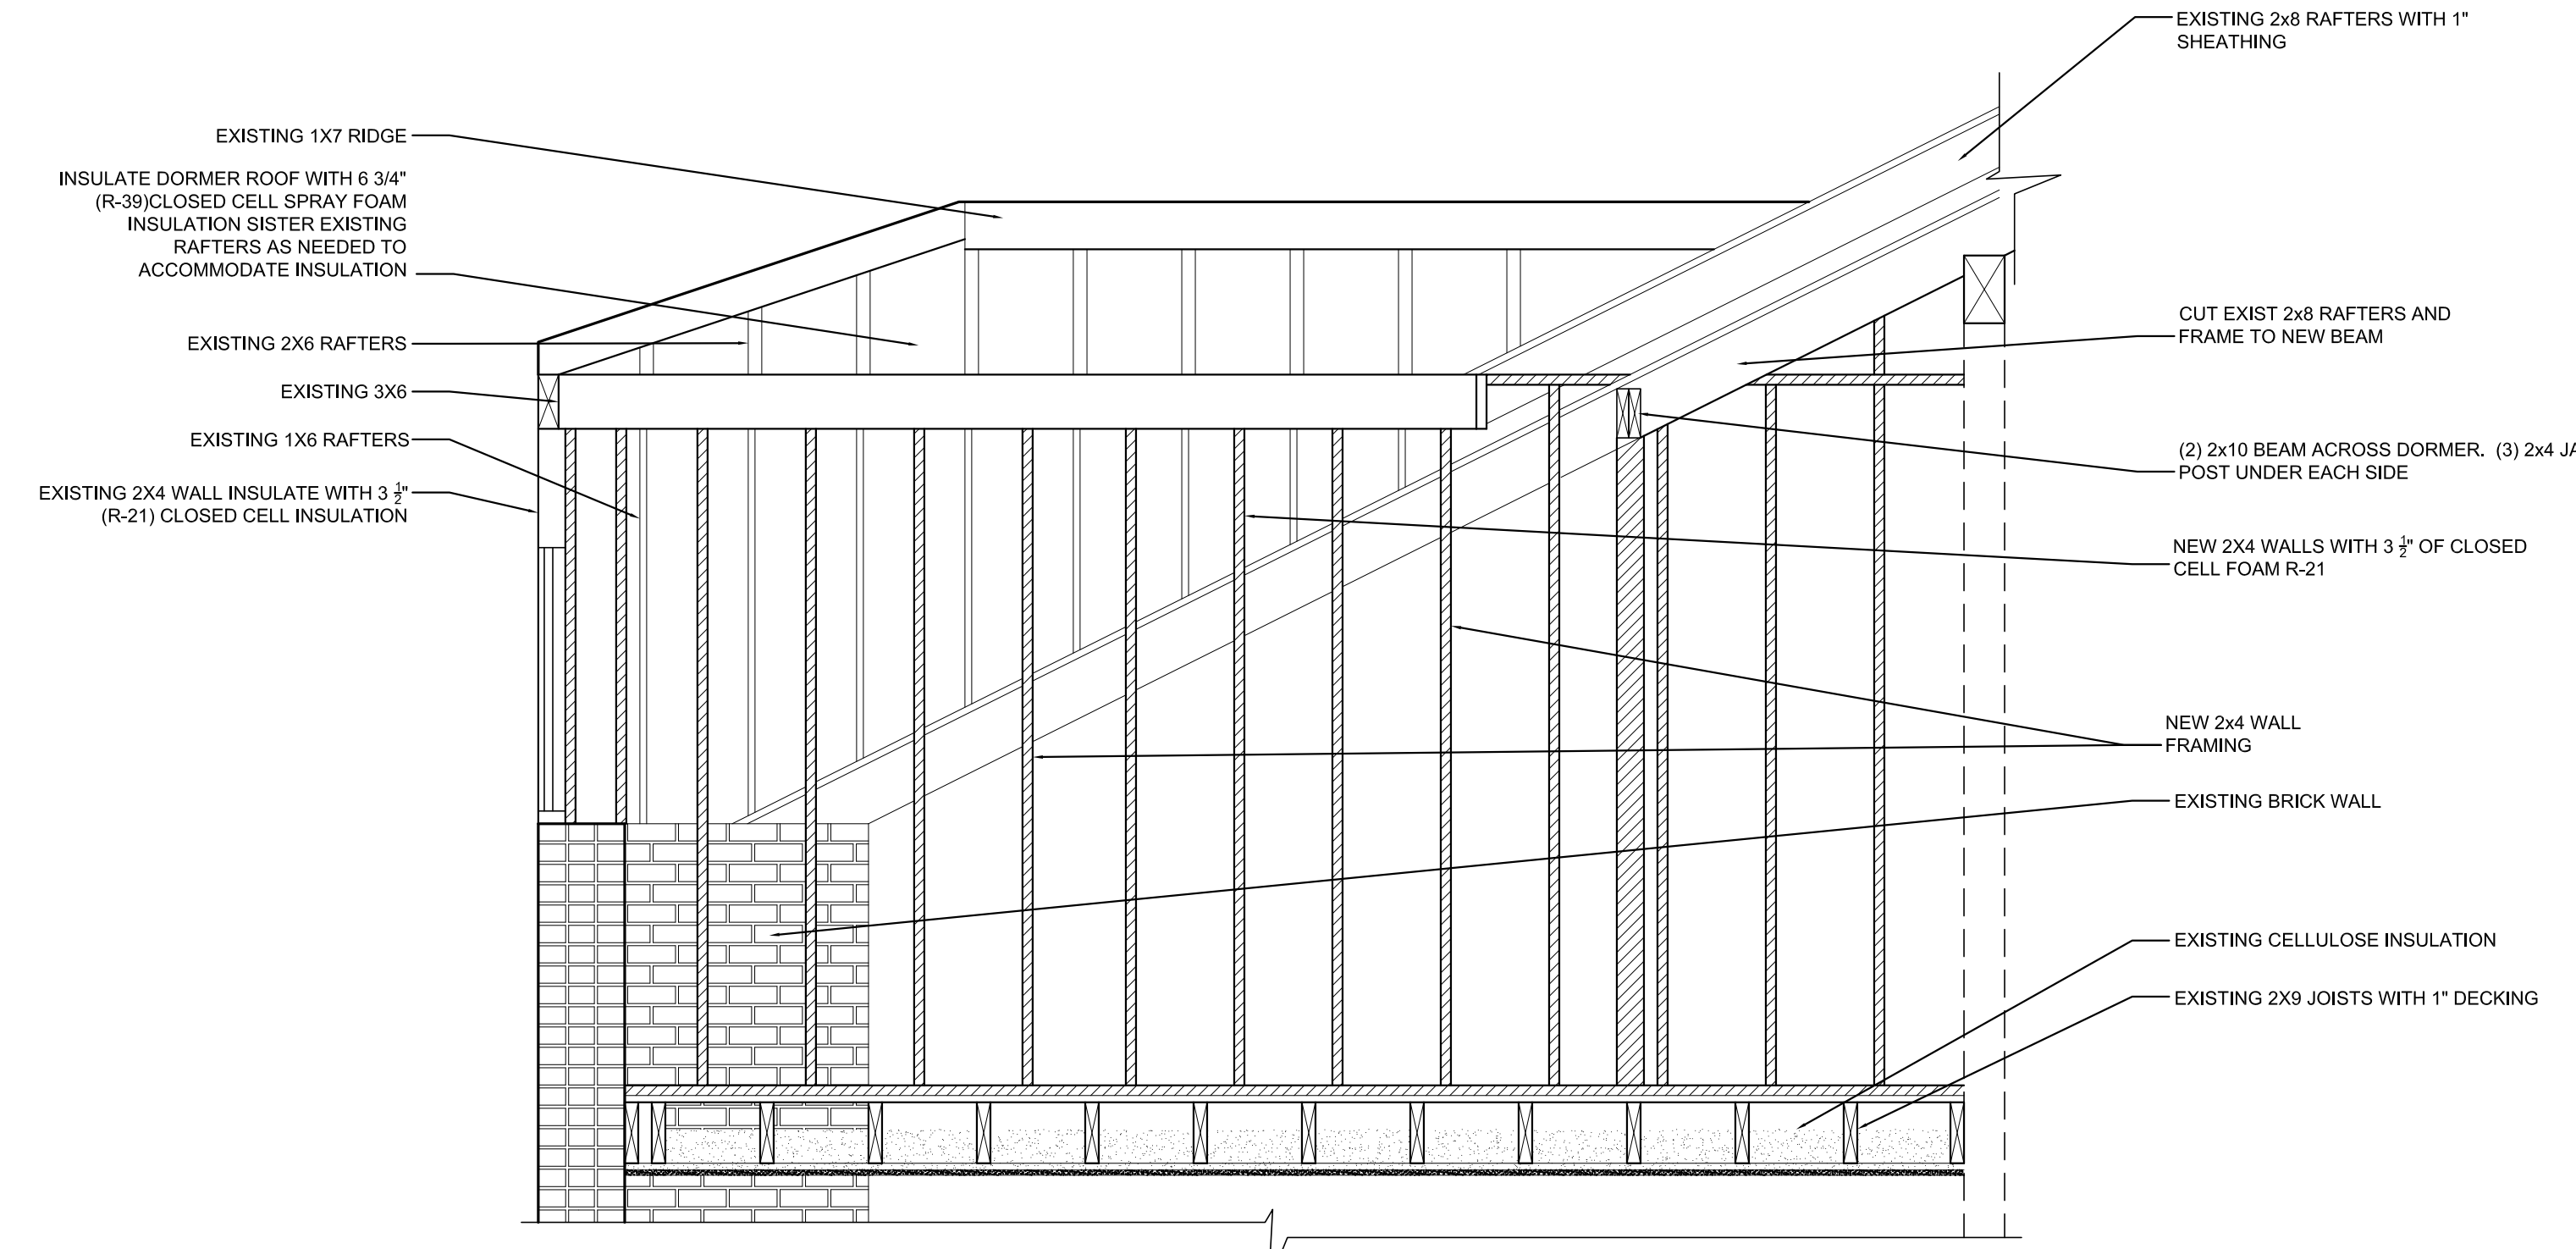 EXISTING 1X7 RIDGE
INSULATE DORMER ROOF WITH 6 3/4"
(R-39)CLOSED CELL SPRAY FOAM
INSULATION SISTER EXISTING
RAFTERS AS NEEDED TO
ACCOMMODATE INSULATION
EXISTING 2X6 RAFTERS
EXISTING 3X6
EXISTING 1X6 RAFTERS
EXISTING 2X4 WALL INSULATE WITH 3 ½"
(R-21) CLOSED CELL INSULATION
EXISTING 2x8 RAFTERS WITH 1"
SHEATHING
CUT EXIST 2x8 RAFTERS AND
FRAME TO NEW BEAM
(2) 2x10 BEAM ACROSS DORMER. (3) 2x4 JA
POST UNDER EACH SIDE
NEW 2X4 WALLS WITH 3 ½" OF CLOSED
CELL FOAM R-21
NEW 2x4 WALL
FRAMING
EXISTING BRICK WALL
EXISTING CELLULOSE INSULATION
EXISTING 2X9 JOISTS WITH 1" DECKING